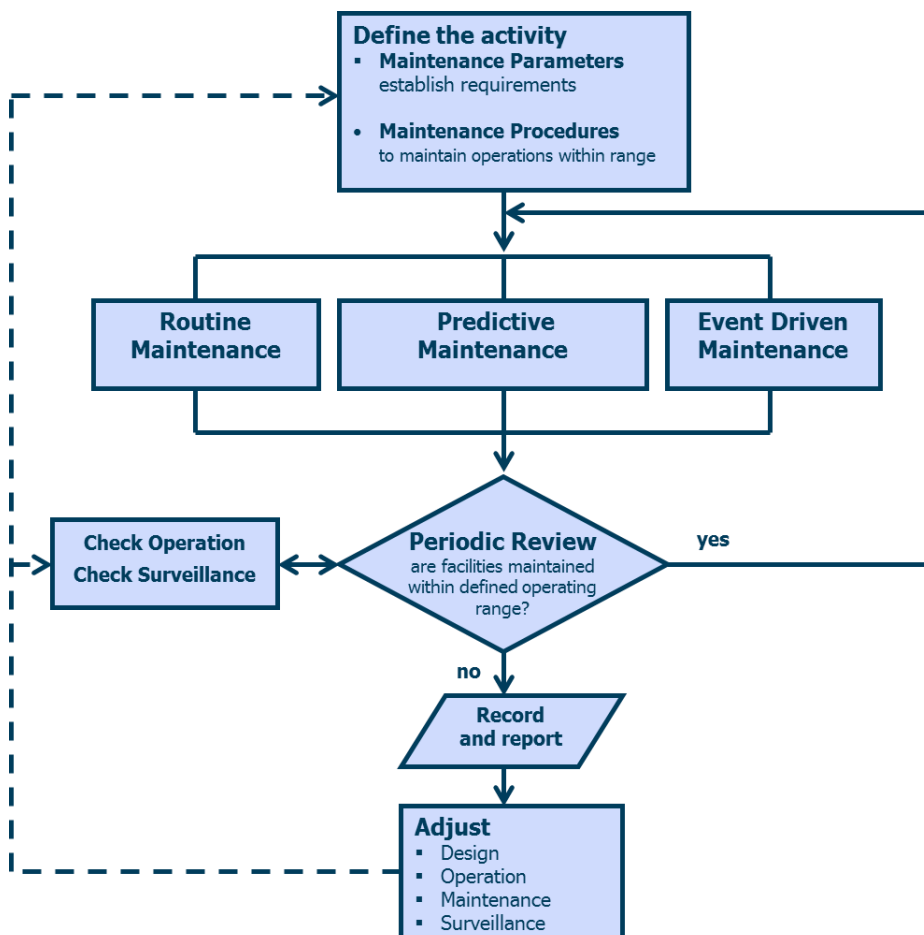 Define the activity
▪ Maintenance Parameters
establish requirements
• Maintenance Procedures
to maintain operations within range
Routine
Maintenance
Predictive
Maintenance
Event Driven
Maintenance
Check Operation
Check Surveillance
Periodic Review
are facilities maintained
within defined operating
range?
yes
no
Record
and report
Adjust
▪ Design
▪ Operation
▪ Maintenance
▪ Surveillance